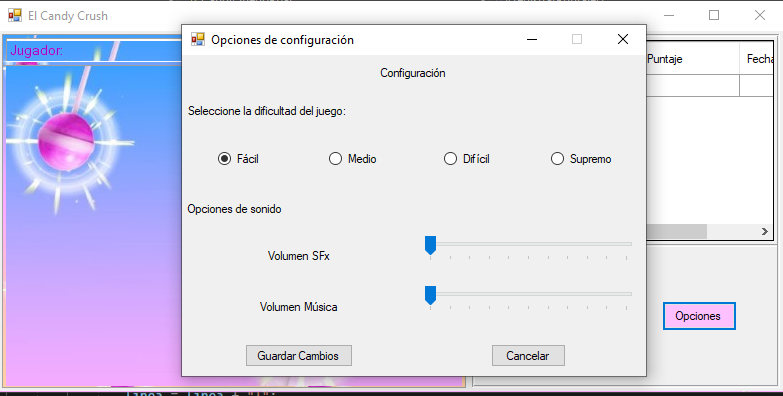 El Candy Crush
Opciones de configuración
Jugador:
Puntaje
Fecha
Configuración
Seleccione la dificultad del juego:
Fácil
Medio
Difícil
Supremo
Opciones de sonido
Volumen SFx
Volumen Música
Opciones
Guardar Cambios
Cancelar